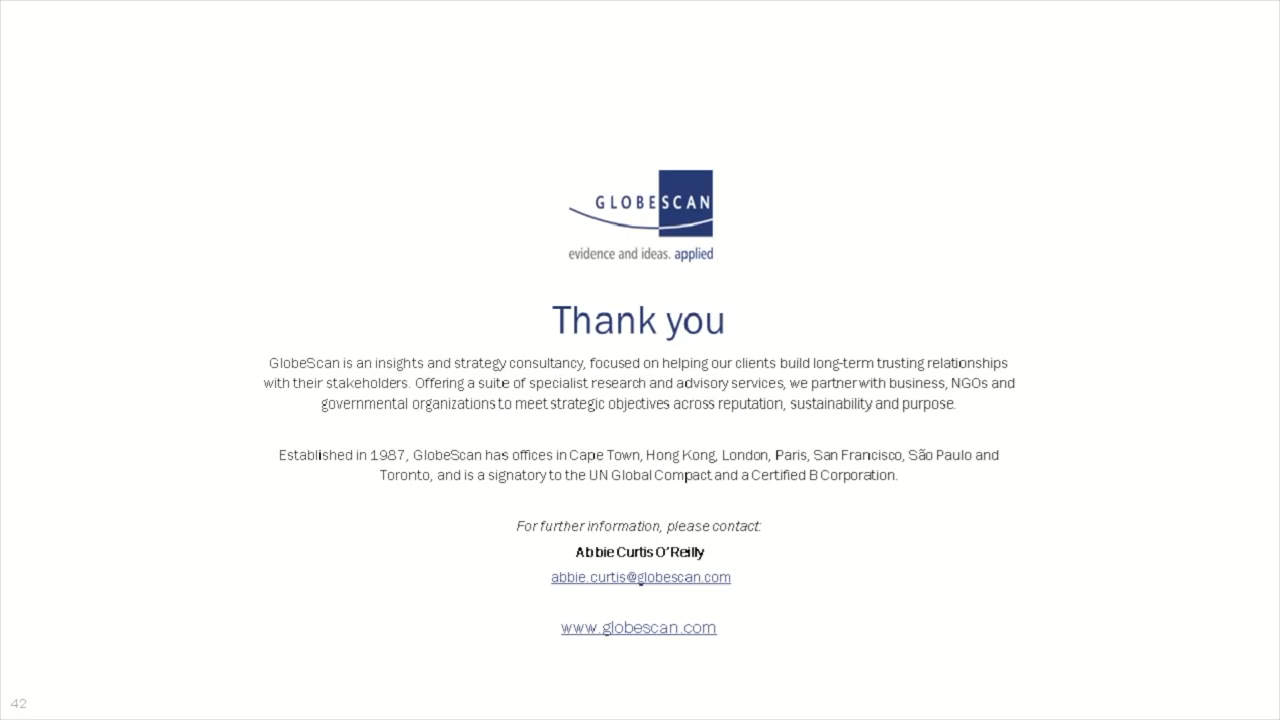 GLOBESCAN
evidence and ideas. applied
Thank you
GlobeScan is an insights and strategy consultancy, focused on helping our clients build long-term trusting relationships
with their stakeholders. Offering a suite of specialist research and advisory services, we partner with business, NGOs and
governmental organizations to meet strategic objectives across reputation, sustainability and purpose.
Established in 1987, GlobeScan has offices in Cape Town, Hong Kong, London, Paris, San Francisco, São Paulo and
Toronto, and is a signatory to the UN Global Compact and a Certified B Corporation.
For further information, please contact:
Abbie Curtis O'Reilly
abbie.curtis@globescan.com
www.globescan.com
42